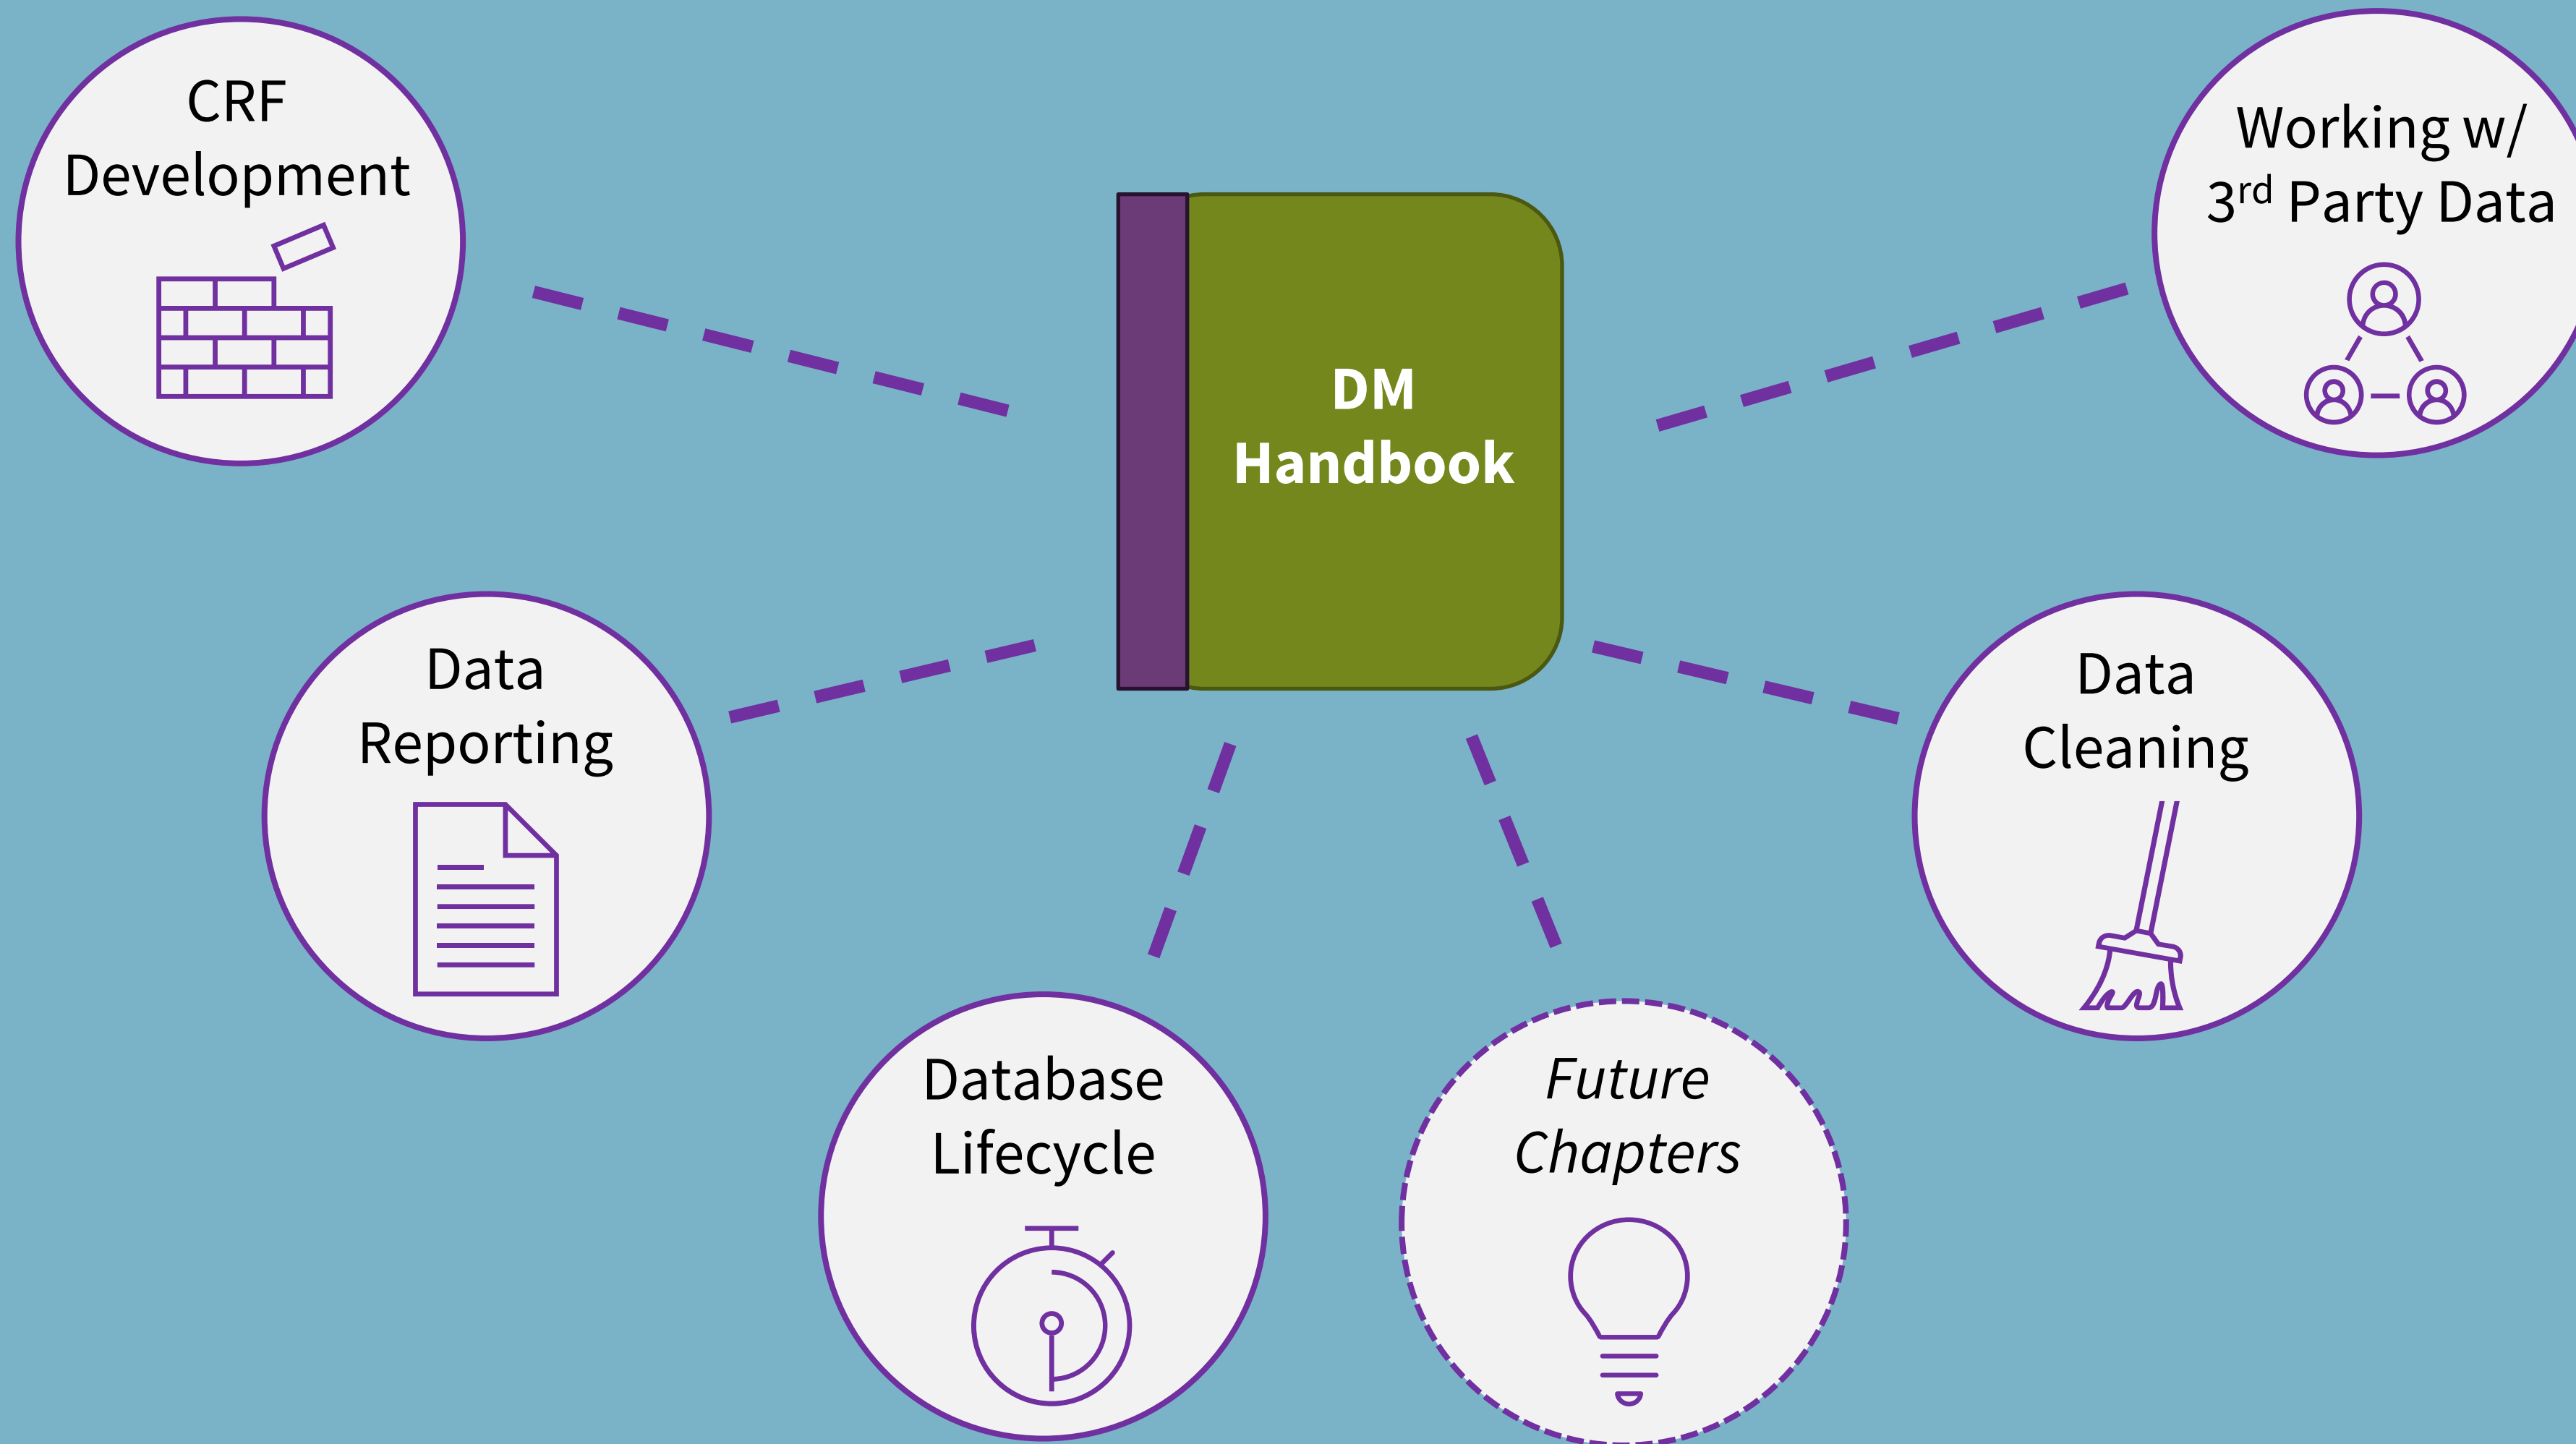 CRF
Development
Working w/
3rd Party Data
DM
Handbook
Data
Reporting
Data
Cleaning
Database
Lifecycle
Future
Chapters